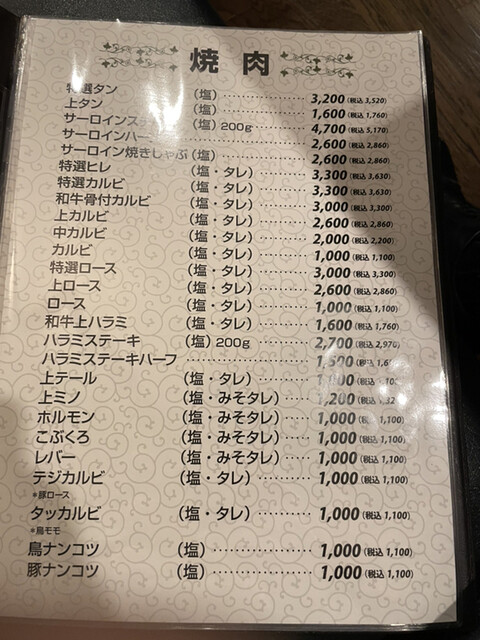 焼肉
特選タン (塩) 3,200(税込 3,520)
上タン (塩) 1,600(税込 1,760)
サーロインステ (塩) 200g 4,700(税込 5,170)
サーロインハー 2,600(税込 2,860)
サーロイン焼きしゃぶ(塩) 2,600(税込 2,860)
特選ヒレ (塩・タレ) 3,300(税込 3,630)
特選カルビ (塩・タレ) 3,300(税込 3,630)
和牛骨付カルビ (塩・タレ) 3,000(税込 3,300)
上カルビ (塩・タレ) 2,600(税込 2,860)
中カルビ (塩・タレ) 2,000(税込 2,200)
カルビ (塩・タレ) 1,000(税込 1,100)
特選ロース (塩・タレ) 3,000(税込 3,300)
上ロース (塩・タレ) 2,600(税込 2,860)
ロース (塩・タレ) 1,000(税込 1,100)
和牛上ハラミ (塩・タレ) 1,600(税込 1,760)
ハラミステーキ (塩) 200g 2,700(税込 2,970)
ハラミステーキハーフ
上テール (塩・タレ)
上ミノ (塩・みそタレ) 1,200
ホルモン (塩・みそタレ) 1,000(税込 1,100)
こぶくろ (塩・みそタレ) 1,000(税込 1,100)
レバー (塩・みそタレ) 1,000(税込 1,100)
テジカルビ (塩・タレ) 1,000(税込 1,100)
*豚ロース
タッカルビ (塩・タレ) 1,000(税込 1,100)
*鳥モモ
鳥ナンコツ (塩) 1,000(税込 1,100)
豚ナンコツ (塩) 1,000(税込 1,100)